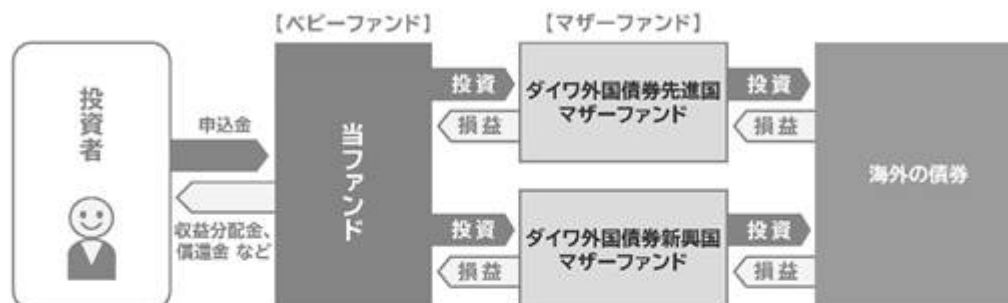 【ベビーファンド】
【マザーファンド】
投資者
申込金
収益分配金、
償還金 など
当ファンド
投資
損益
ダイワ外国債券先進国
マザーファンド
投資
損益
投資
損益
ダイワ外国債券新興国
マザーファンド
投資
損益
海外の債券